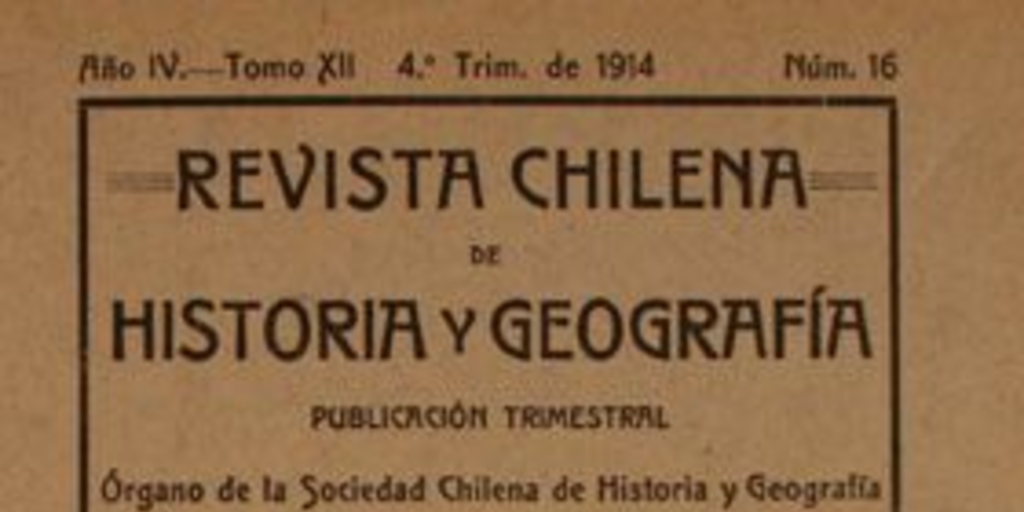 Año IV.—Tomo XII 4.º Trim. de 1914 Núm. 16
REVISTA CHILENA
DE
HISTORIA Y GEOGRAFÍA
PUBLICACIÓN TRIMESTRAL
Órgano de la Sociedad Chilena de Historia y Geografía